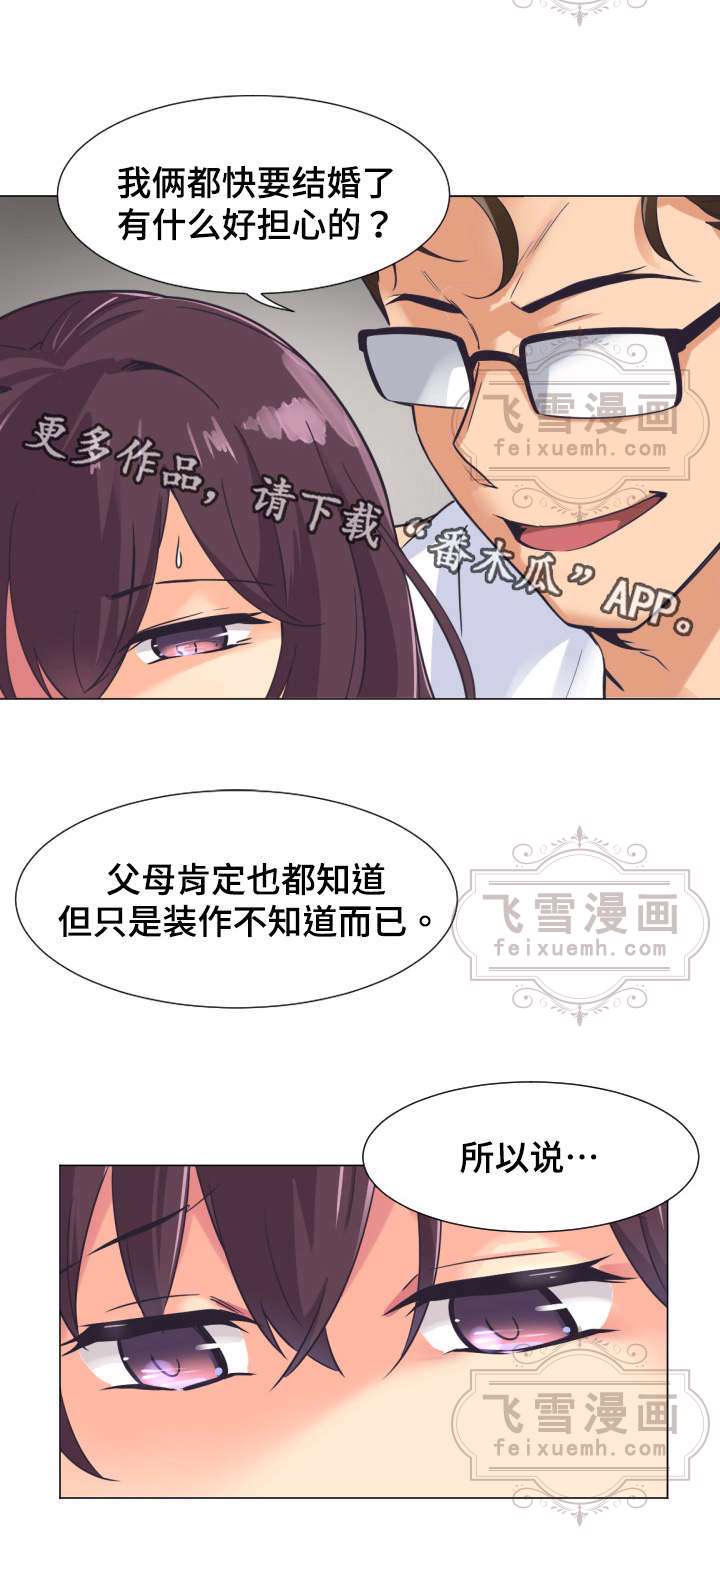 我俩都快要结婚了
有什么好担心的？
飞雪漫画
feixuemh.com
更多作品，请下载“番木瓜”APP。
父母肯定也都知道
但只是装作不知道而已。
飞雪漫画
feixuemh.com
所以说…
飞雪漫画
feixuemh.com